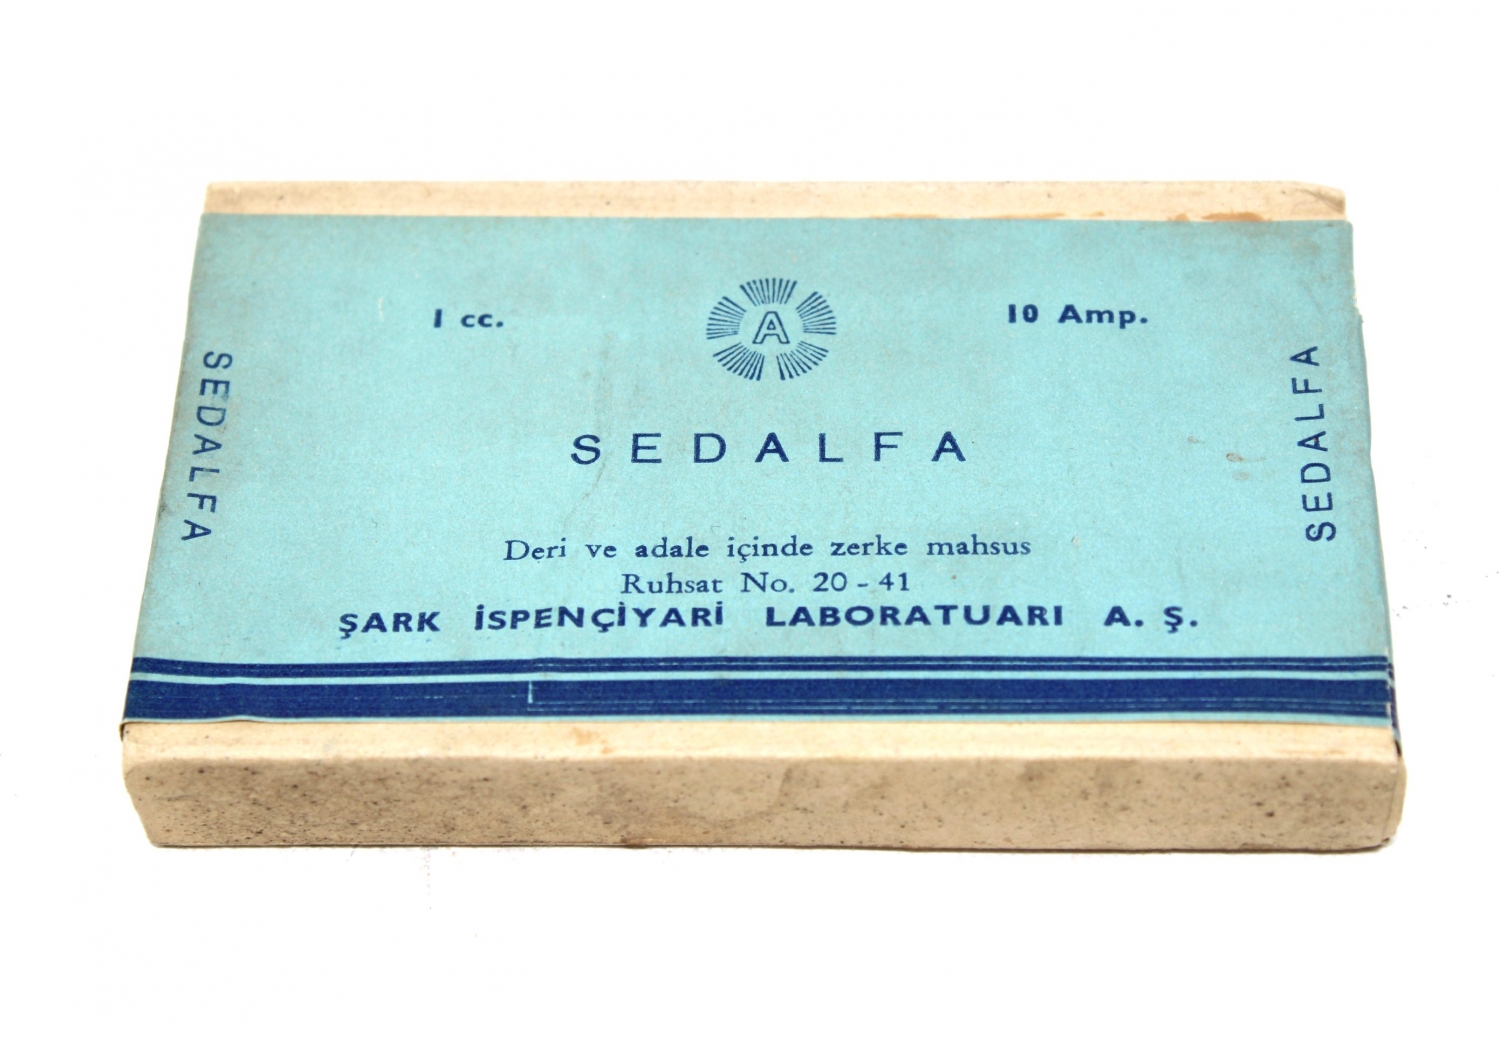 1 cc.
A
10 Amp.
SEDALFA
SEDALFA
SEDALFA
Deri ve adale içinde zerke mahsus
Ruhsat No. 20 - 41
ŞARK İSPENÇİYARİ LABORATUARI A. Ş.